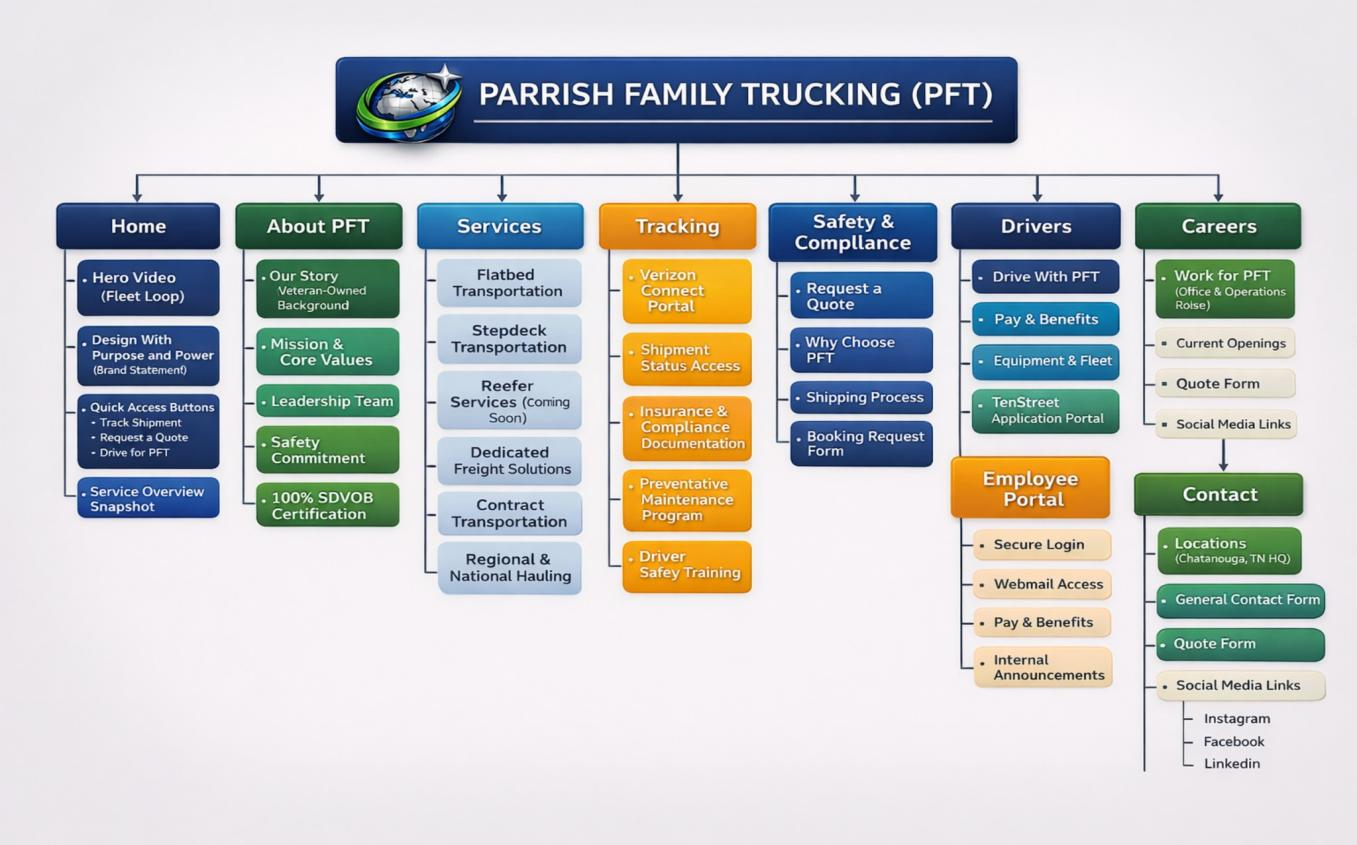 PARRISH FAMILY TRUCKING (PFT)
Home
• Hero Video
(Fleet Loop)
• Design With
Purpose and Power
(Brand Statement)
• Quick Access Buttons
- Track Shipment
- Request a Quote
- Drive for PFT
• Service Overview
Snapshot
About PFT
• Our Story
Veteran-Owned
Background
• Mission &
Core Values
• Leadership Team
• Safety
Commitment
• 100% SDVOB
Certification
Services
Flatbed
Transportation
Stepdeck
Transportation
Reefer
Services (Coming
Soon)
Dedicated
Freight Solutions
Contract
Transportation
Regional &
National Hauling
Tracking
• Verizon
Connect
Portal
• Shipment
Status Access
• Insurance &
Compliance
Documentation
• Preventative
Maintenance
Program
• Driver
Safey Training
Safety &
Compllance
• Request a
Quote
• Why Choose
PFT
• Shipping Process
• Booking Request
Form
Drivers
• Drive With PFT
• Pay & Benefits
• Equipment & Fleet
• TenStreet
Application Portal
Employee
Portal
• Secure Login
• Webmail Access
• Pay & Benefits
• Internal
Announcements
Careers
• Work for PFT
(Office & Operations
Roise)
• Current Openings
• Quote Form
• Social Media Links
Contact
• Locations
(Chatanouga, TN HQ)
• General Contact Form
• Quote Form
• Social Media Links
Instagram
Facebook
Linkedin